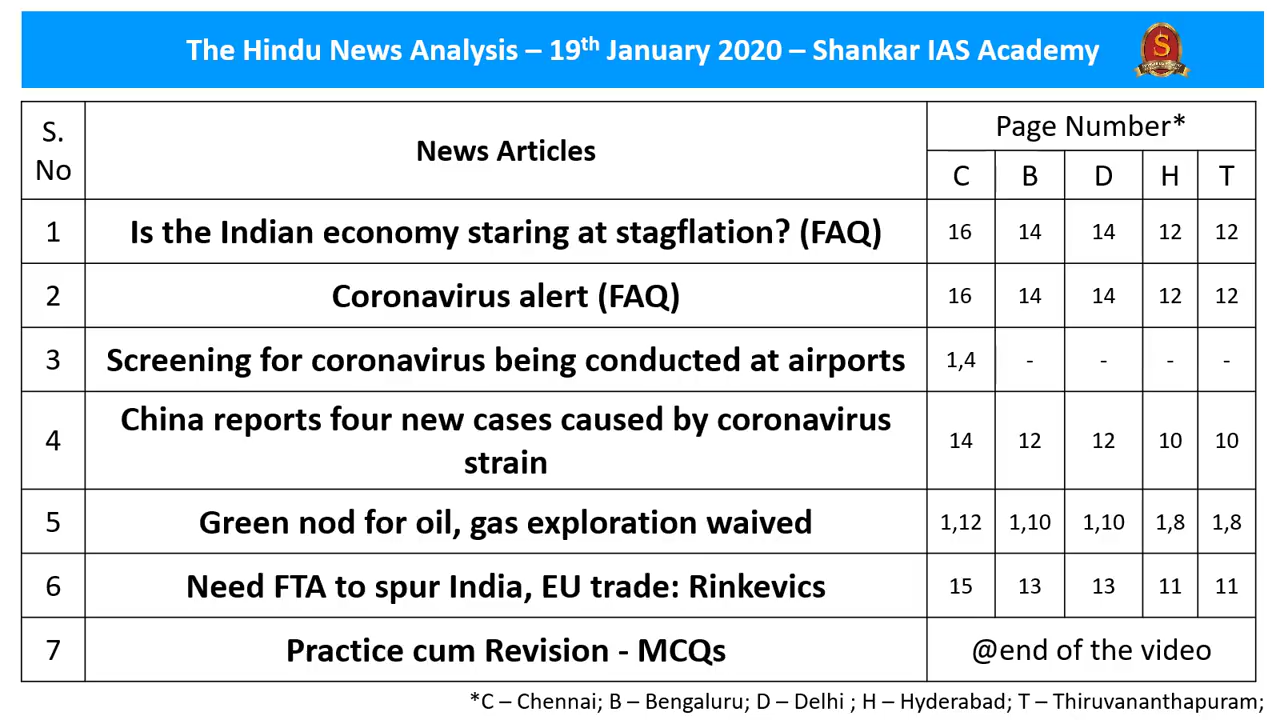 The Hindu News Analysis – 19th January 2020 – Shankar IAS Academy
S
S. No
News Articles
Page Number*
C B D H T
1 Is the Indian economy staring at stagflation? (FAQ) 16 14 14 12 12
2 Coronavirus alert (FAQ) 16 14 14 12 12
3 Screening for coronavirus being conducted at airports 1,4 - - - -
4 China reports four new cases caused by coronavirus
strain 14 12 12 10 10
5 Green nod for oil, gas exploration waived 1,12 1,10 1,10 1,8 1,8
6 Need FTA to spur India, EU trade: Rinkevics 15 13 13 11 11
7 Practice cum Revision - MCQs @end of the video
*C – Chennai; B – Bengaluru; D – Delhi ; H – Hyderabad; T – Thiruvananthapuram;